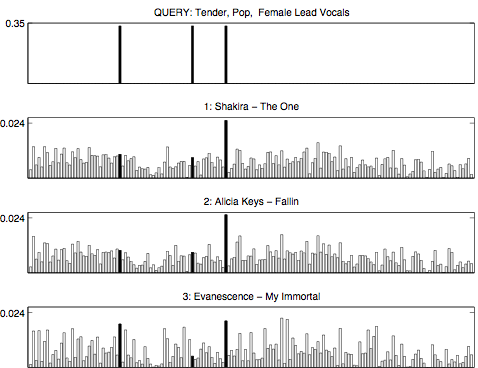 QUERY: Tender, Pop, Female Lead Vocals
0.35
1: Shakira − The One
0.024
2: Alicia Keys − Fallin
0.024
3: Evanescence − My Immortal
0.024